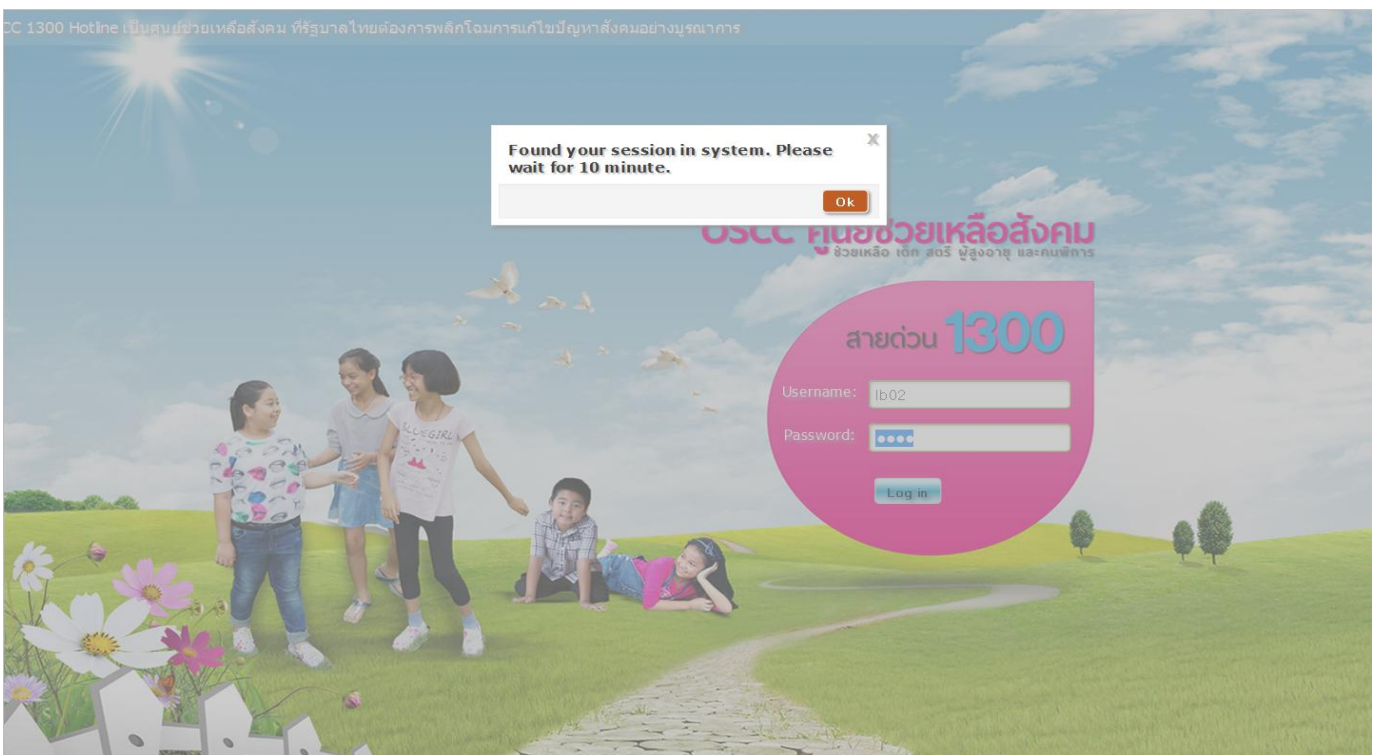 CC 1300 Hotline เป็นศูนย์ช่วยเหลือสังคม ที่รัฐบาลไทยต้องการพลิกโฉมการแก้ไขปัญหาสังคมอย่างบูรณาการ
Found your session in system. Please
wait for 10 minute.
X
Ok
OSCC ศูนย์ช่วยเหลือสังคม
ช่วยเหลือ เด็ก สตรี ผู้สูงอายุ และคนพิการ
สายด่วน 1300
Username: lb02
Password:
Log in
BLUEGIRL